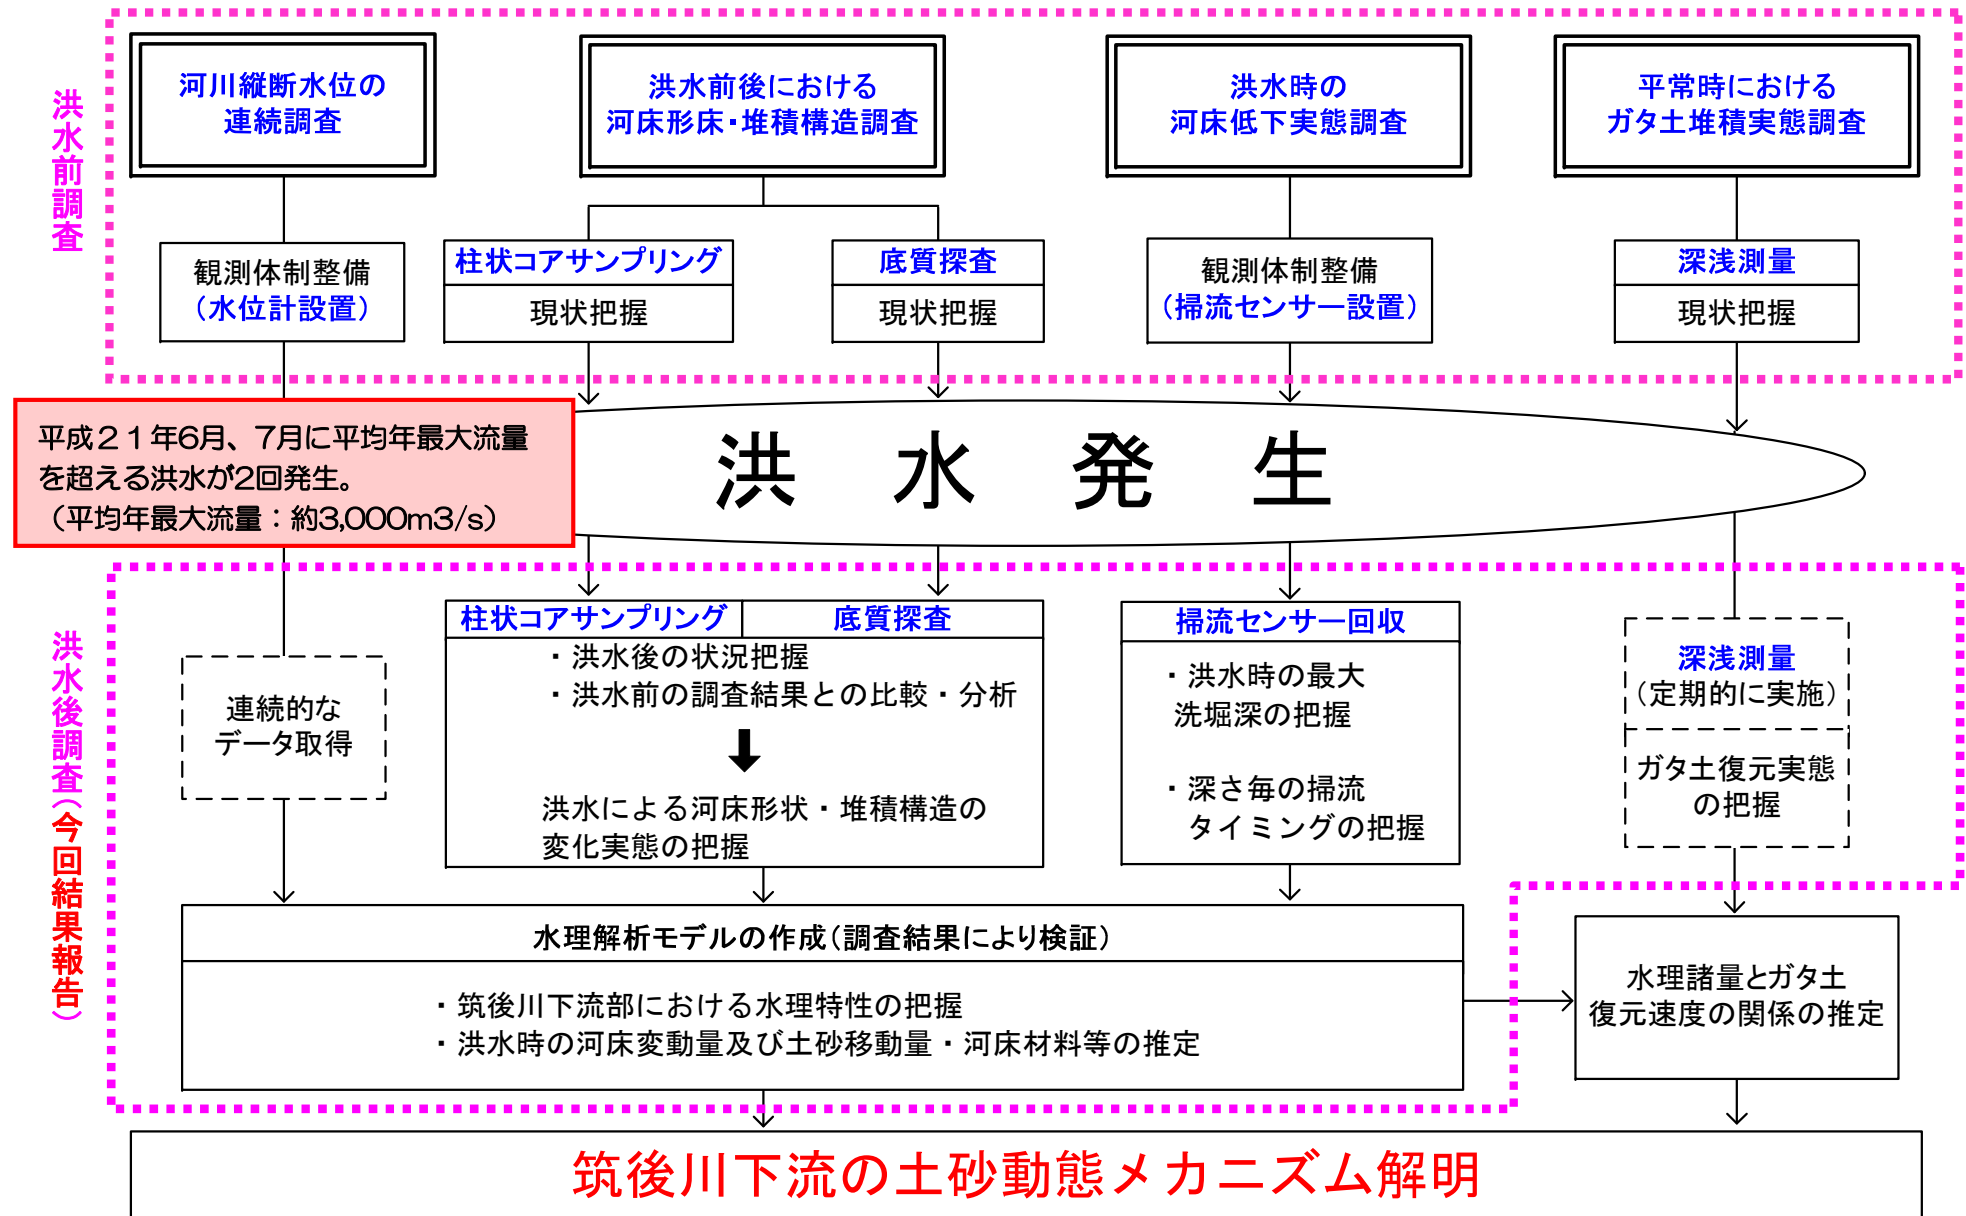 洪水前調査
河川縦断水位の
連続調査
洪水前後における
河床形床・堆積構造調査
洪水時の
河床低下実態調査
平常時における
ガタ土堆積実態調査
観測体制整備
（水位計設置）
柱状コアサンプリング
現状把握
底質探査
現状把握
観測体制整備
（掃流センサー設置）
深浅測量
現状把握
平成２１年6月、7月に平均年最大流量
を超える洪水が2回発生。
（平均年最大流量：約3,000m3/s）
洪　水　発　生
洪水後調査（今回結果報告）
連続的な
データ取得
柱状コアサンプリング
底質探査
・洪水後の状況把握
・洪水前の調査結果との比較・分析
洪水による河床形状・堆積構造の
変化実態の把握
掃流センサー回収
・洪水時の最大
洗堀深の把握
・深さ毎の掃流
タイミングの把握
深浅測量
（定期的に実施）
ガタ土復元実態
の把握
水理解析モデルの作成（調査結果により検証）
・筑後川下流部における水理特性の把握
・洪水時の河床変動量及び土砂移動量・河床材料等の推定
水理諸量とガタ土
復元速度の関係の推定
筑後川下流の土砂動態メカニズム解明